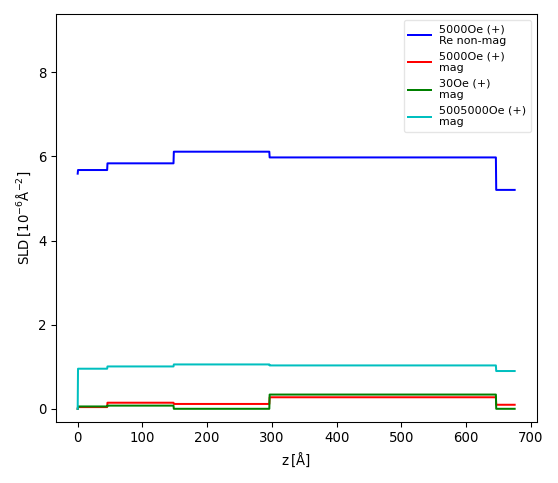 5000Oe (+)
Re non-mag
5000Oe (+)
mag
30Oe (+)
mag
5005000Oe (+)
mag
8
6
4
2
0
SLD [10⁻⁶Å⁻²]
0 100 200 300 400 500 600 700
z [Å]